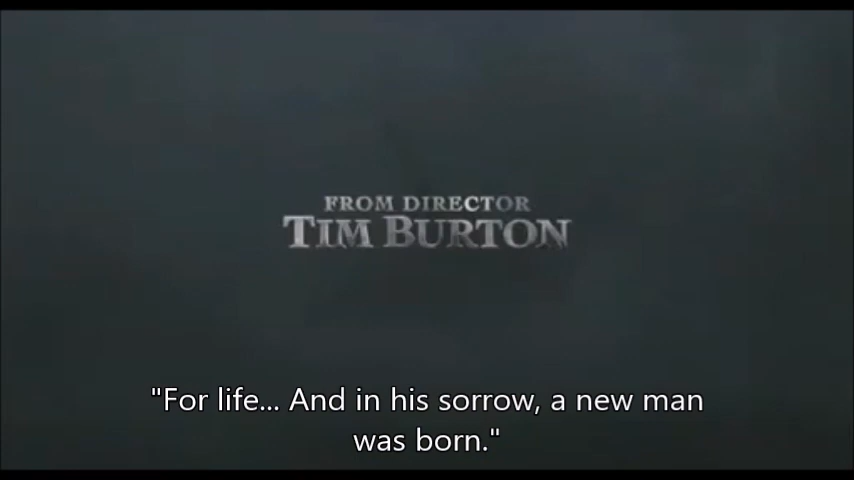 FROM DIRECTOR
TIM BURTON
"For life... And in his sorrow, a new man
was born."